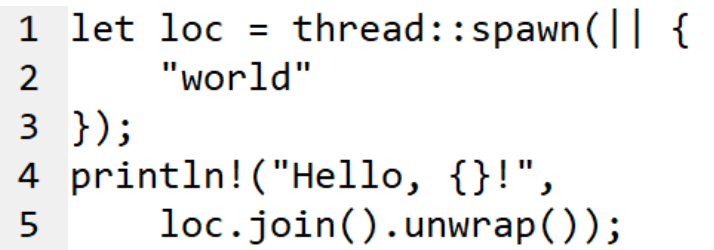 1 let loc = thread::spawn(|| {
2     "world"
3 });
4 println!("Hello, {}!",
5     loc.join().unwrap());